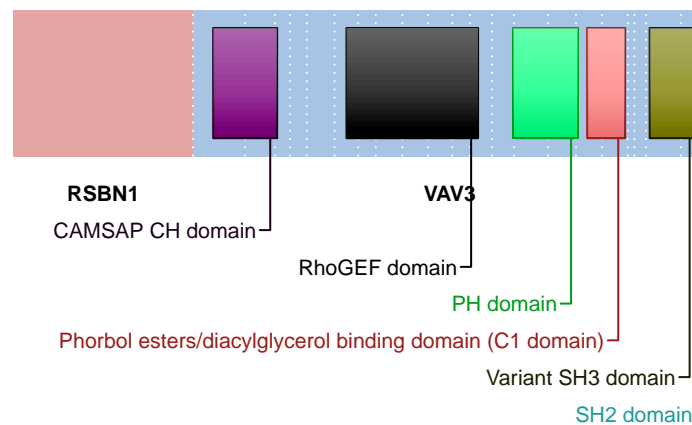 RSBN1 VAV3
CAMSAP CH domain
RhoGEF domain
PH domain
Phorbol esters/diacylglycerol binding domain (C1 domain)
Variant SH3 domain
SH2 domain